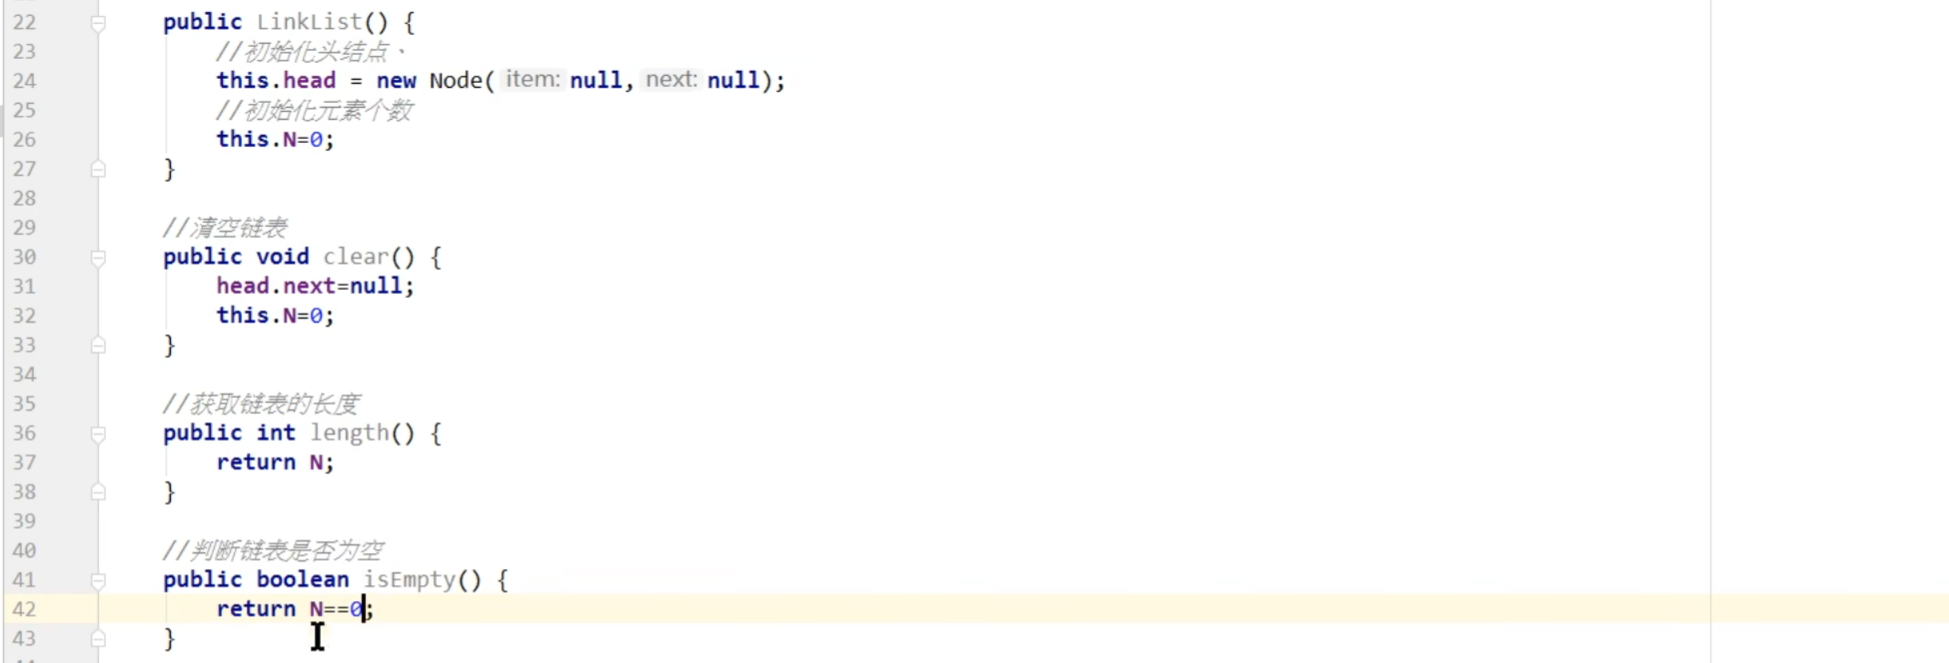 22 public LinkList() {
23 //初始化头结点、
24 this.head = new Node( item: null, next: null);
25 //初始化元素个数
26 this.N=0;
27 }
28
29 //清空链表
30 public void clear() {
31 head.next=null;
32 this.N=0;
33 }
34
35 //获取链表的长度
36 public int length() {
37 return N;
38 }
39
40 //判断链表是否为空
41 public boolean isEmpty() {
42 return N==0;
43 }